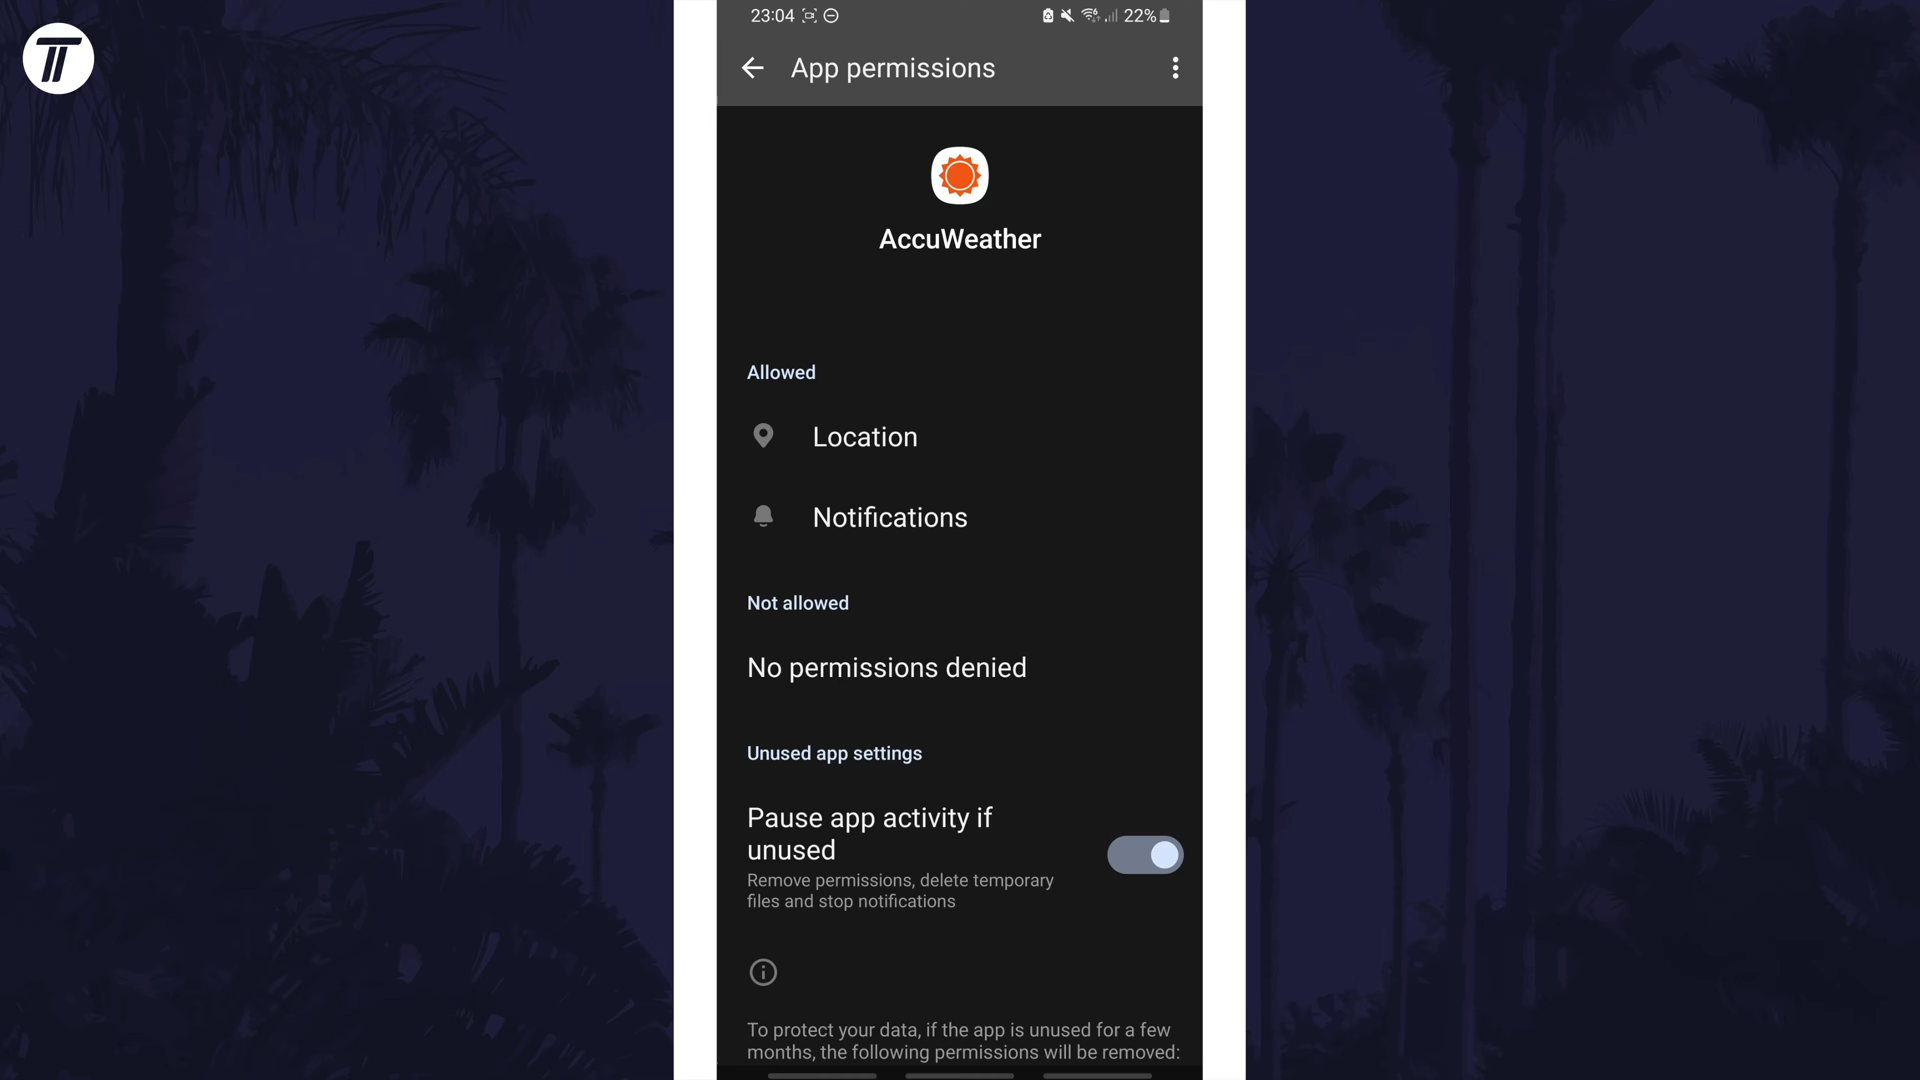 23:04
22%
App permissions
AccuWeather
Allowed
Location
Notifications
Not allowed
No permissions denied
Unused app settings
Pause app activity if
unused
Remove permissions, delete temporary
files and stop notifications
To protect your data, if the app is unused for a few
months, the following permissions will be removed: